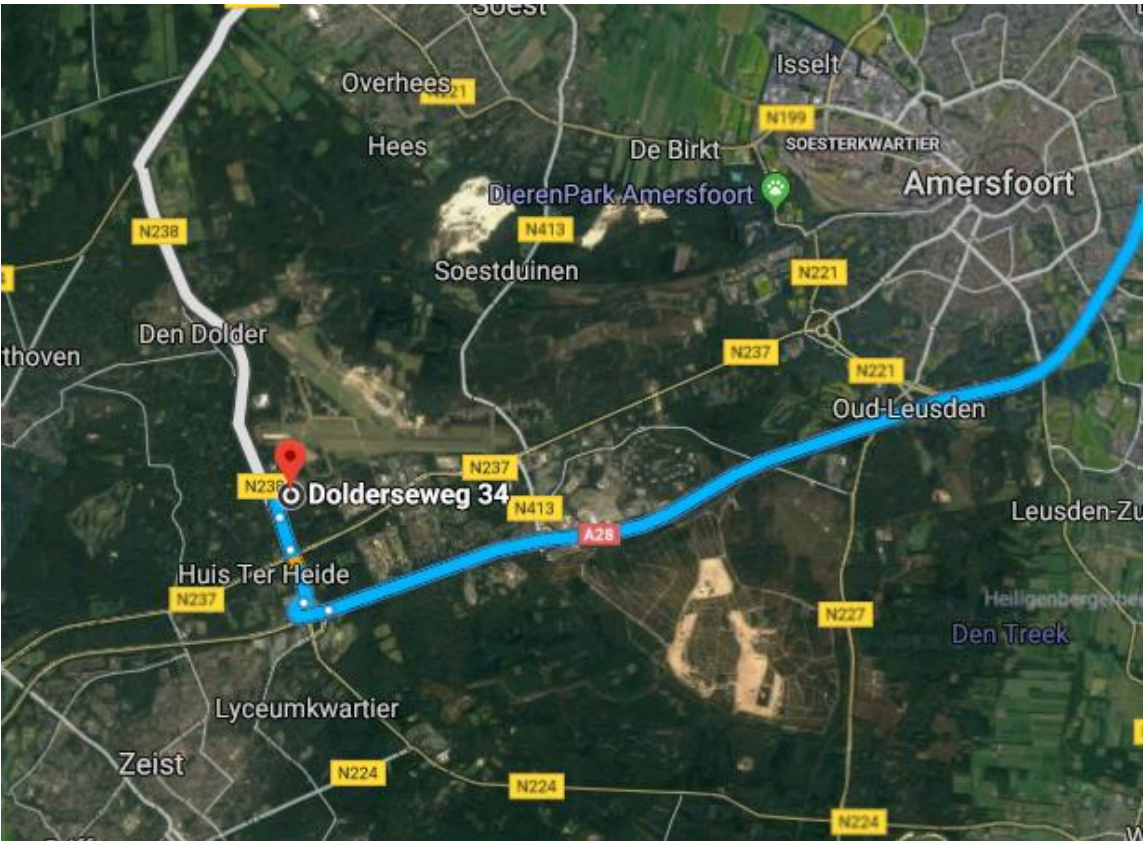 Soest
Overhees
N221
Isselt
Hees
De Birkt
N199
SOESTERKWARTIER
DierenPark Amersfoort
Amersfoort
N238
N413
Soestduinen
N221
Den Dolder
N237
rthoven
N221
Oud-Leusden
N237
N238
Dolderseweg 34
N413
A28
Leusden-Zu
Huis Ter Heide
N237
N227
Den Treek
Lyceumkwartier
Zeist
N224
N224
N224